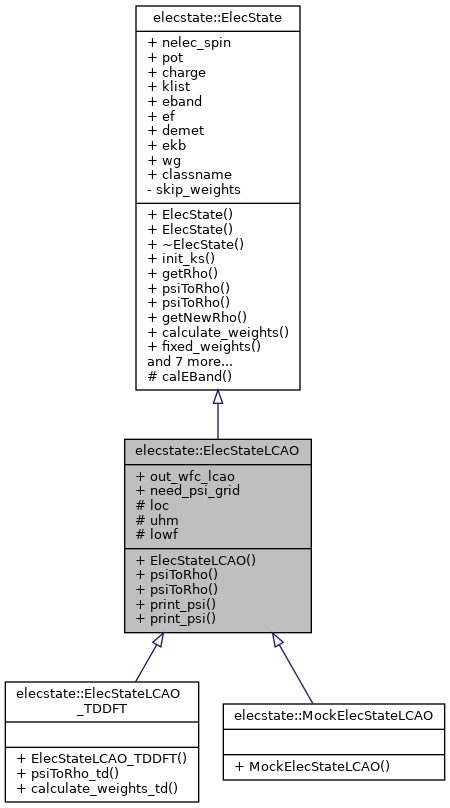 elecstate::ElecState
+ nelec_spin
+ pot
+ charge
+ klist
+ eband
+ ef
+ demet
+ ekb
+ wg
+ classname
- skip_weights
+ ElecState()
+ ElecState()
+ ~ElecState()
+ init_ks()
+ getRho()
+ psiToRho()
+ psiToRho()
+ getNewRho()
+ calculate_weights()
+ fixed_weights()
and 7 more...
# calEBand()
elecstate::ElecStateLCAO
+ out_wfc_lcao
+ need_psi_grid
# loc
# uhm
# lowf
+ ElecStateLCAO()
+ psiToRho()
+ psiToRho()
+ print_psi()
+ print_psi()
elecstate::ElecStateLCAO
_TDDFT
+ ElecStateLCAO_TDDFT()
+ psiToRho_td()
+ calculate_weights_td()
elecstate::MockElecStateLCAO
+ MockElecStateLCAO()